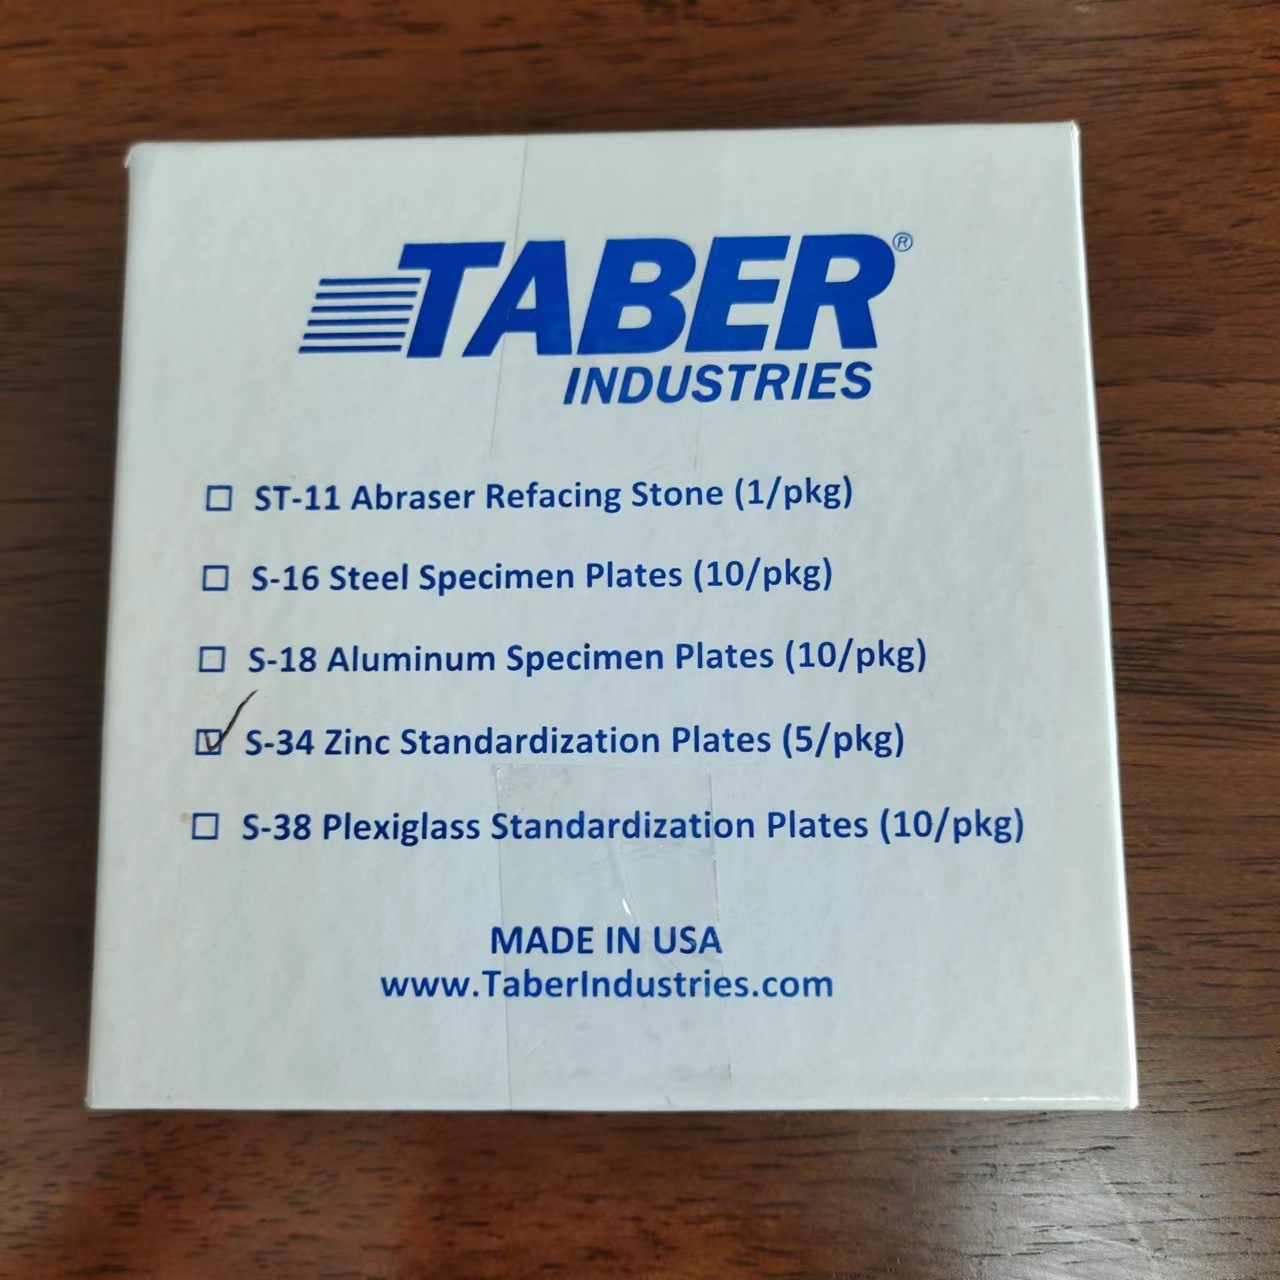 TABER®
INDUSTRIES
☐ ST-11 Abraser Refacing Stone (1/pkg)
☐ S-16 Steel Specimen Plates (10/pkg)
☐ S-18 Aluminum Specimen Plates (10/pkg)
☑ S-34 Zinc Standardization Plates (5/pkg)
☐ S-38 Plexiglass Standardization Plates (10/pkg)
MADE IN USA
www.TaberIndustries.com